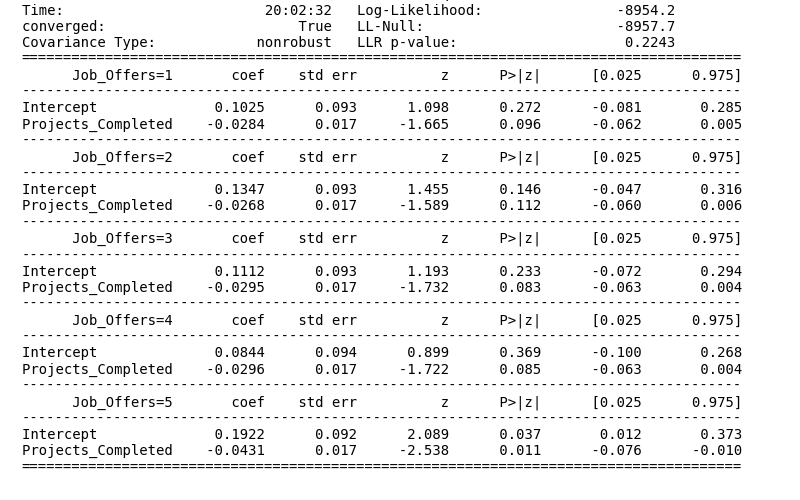 Time: 20:02:32 Log-Likelihood: -8954.2
converged: True LL-Null: -8957.7
Covariance Type: nonrobust LLR p-value: 0.2243
Job_Offers=1 coef std err z P>|z| [0.025 0.975]
Intercept 0.1025 0.093 1.098 0.272 -0.081 0.285
Projects_Completed -0.0284 0.017 -1.665 0.096 -0.062 0.005
Job_Offers=2 coef std err z P>|z| [0.025 0.975]
Intercept 0.1347 0.093 1.455 0.146 -0.047 0.316
Projects_Completed -0.0268 0.017 -1.589 0.112 -0.060 0.006
Job_Offers=3 coef std err z P>|z| [0.025 0.975]
Intercept 0.1112 0.093 1.193 0.233 -0.072 0.294
Projects_Completed -0.0295 0.017 -1.732 0.083 -0.063 0.004
Job_Offers=4 coef std err z P>|z| [0.025 0.975]
Intercept 0.0844 0.094 0.899 0.369 -0.100 0.268
Projects_Completed -0.0296 0.017 -1.722 0.085 -0.063 0.004
Job_Offers=5 coef std err z P>|z| [0.025 0.975]
Intercept 0.1922 0.092 2.089 0.037 0.012 0.373
Projects_Completed -0.0431 0.017 -2.538 0.011 -0.076 -0.010